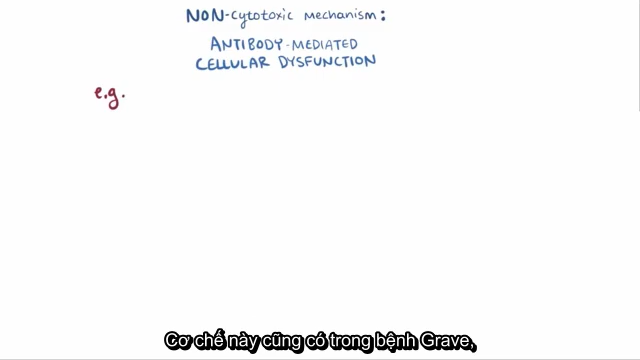 NON-cytotoxic mechanism:
ANTIBODY-MEDIATED
CELLULAR DYSFUNCTION
e.g.
Cơ chế này cũng có trong bệnh Grave,